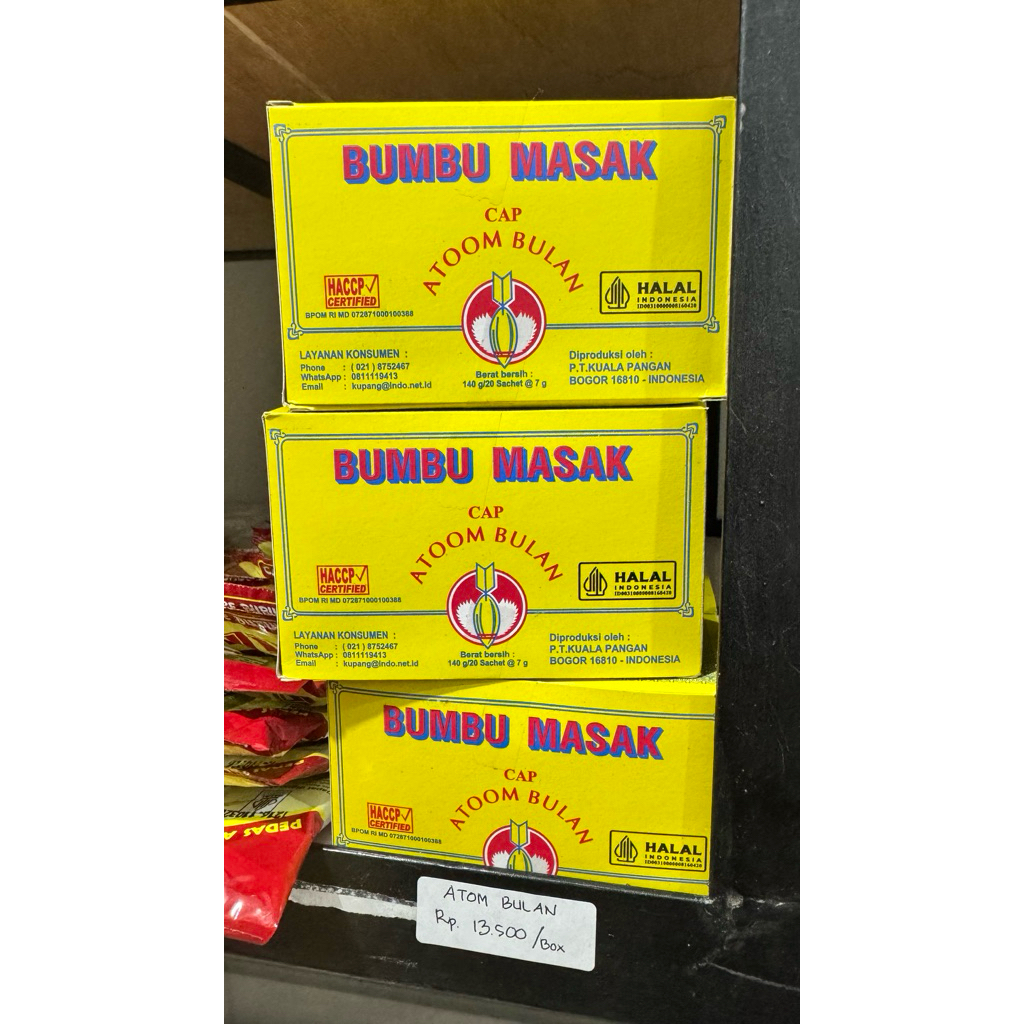 BUMBU MASAK
CAP
ATOOM BULAN
HACCP
CERTIFIED
BPOM RI MD 072871000100388
HALAL
INDONESIA
ID00310000008160420
LAYANAN KONSUMEN :
Phone : ( 021 ) 8752467
WhatsApp : 0811119413
Email : kupang@indo.net.id
Berat bersih :
140 g/20 Sachet @ 7 g
Diproduksi oleh :
P.T.KUALA PANGAN
BOGOR 16810 - INDONESIA
BUMBU MASAK
CAP
ATOOM BULAN
HACCP
CERTIFIED
BPOM RI MD 072871000100388
HALAL
INDONESIA
LAYANAN KONSUMEN :
Phone : ( 021 ) 8752467
WhatsApp : 0811119413
Email : kupang@indo.net.id
Berat bersih :
140 g/20 Sachet @ 7 g
Diproduksi oleh :
P.T.KUALA PANGAN
BOGOR 16810 - INDONESIA
BUMBU MASAK
CAP
ATOOM BULAN
HACCP
CERTIFIED
BPOM RI MD 072871000100388
HALAL
INDONESIA
PEDAS
ATOM BULAN
Rp. 13.500/Box